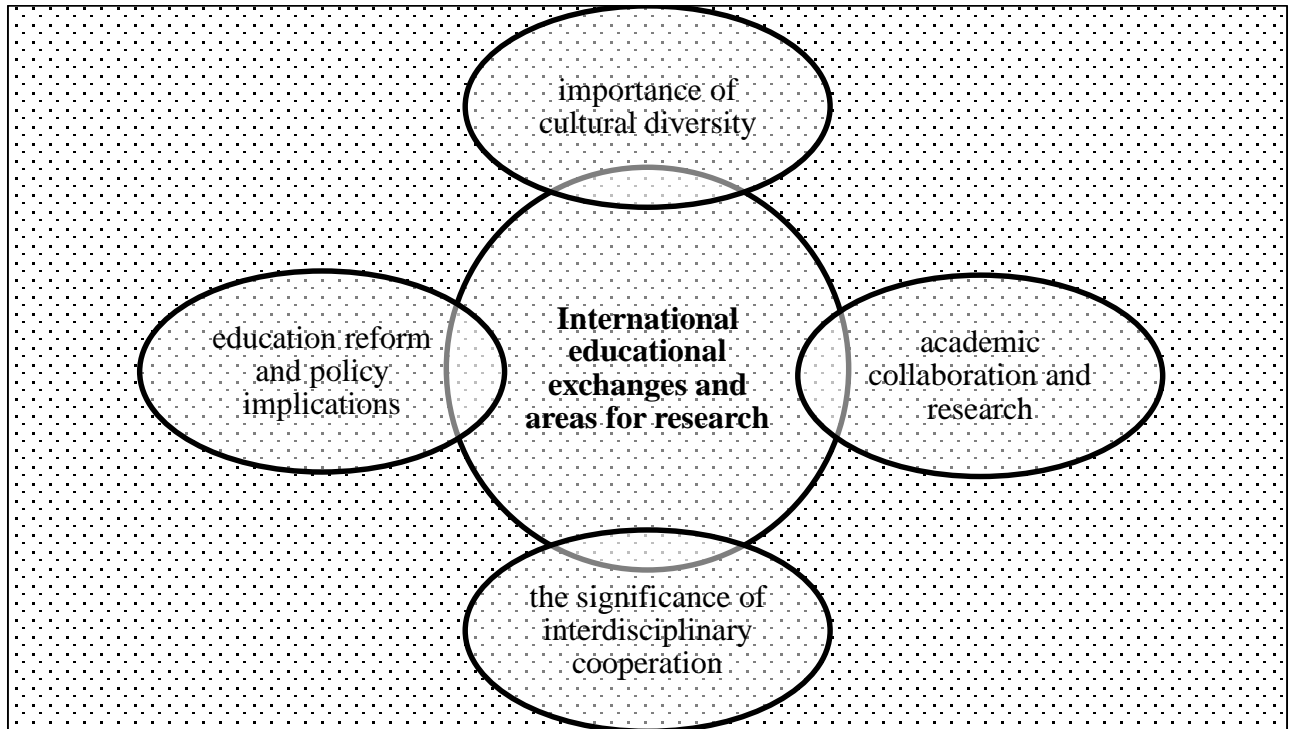 importance of
cultural diversity
education reform
and policy
implications
International
educational
exchanges and
areas for research
academic
collaboration and
research
the significance of
interdisciplinary
cooperation